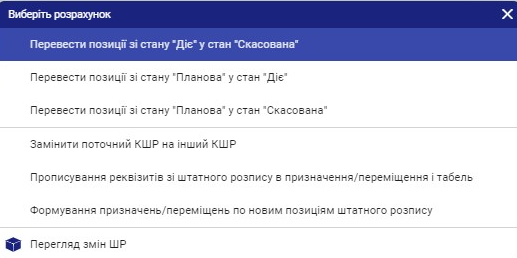 Виберіть розрахунок
Перевести позиції зі стану "Діє" у стан "Скасована"
Перевести позиції зі стану "Планова" у стан "Діє"
Перевести позиції зі стану "Планова" у стан "Скасована"
Замінити поточний КШР на інший КШР
Прописування реквізитів зі штатного розпису в призначення/переміщення і табель
Формування призначень/переміщень по новим позиціям штатного розпису
Перегляд змін ШР